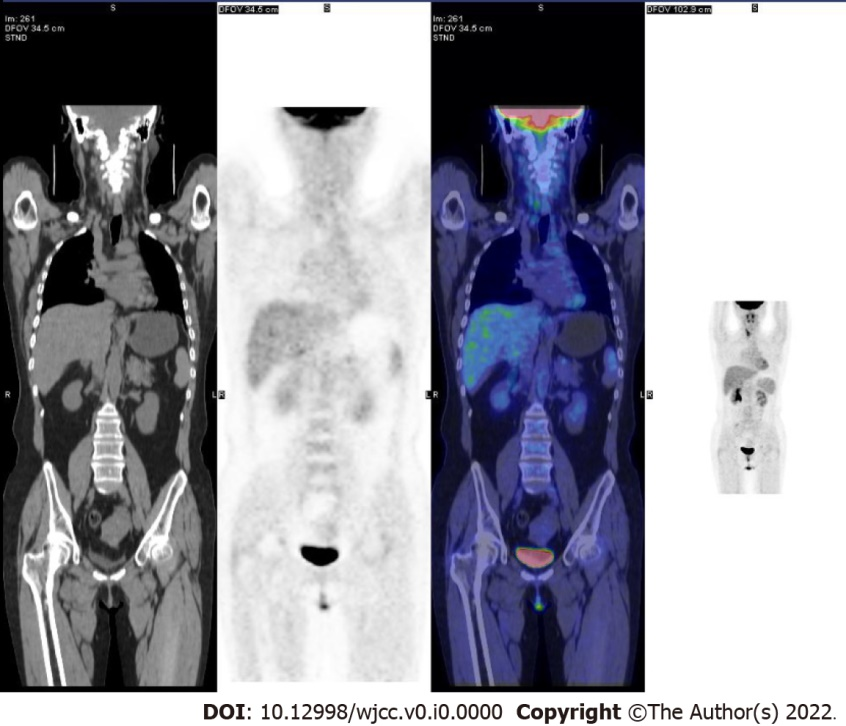 S
Im: 261
DFOV 34.5 cm
STND
DFOV 34.5 cm
S
S
Im: 261
DFOV 34.5 cm
STND
DFOV 102.9 cm
S
R
L
R
L
R
L
R
DOI: 10.12998/wjcc.v0.i0.0000 Copyright ©The Author(s) 2022.